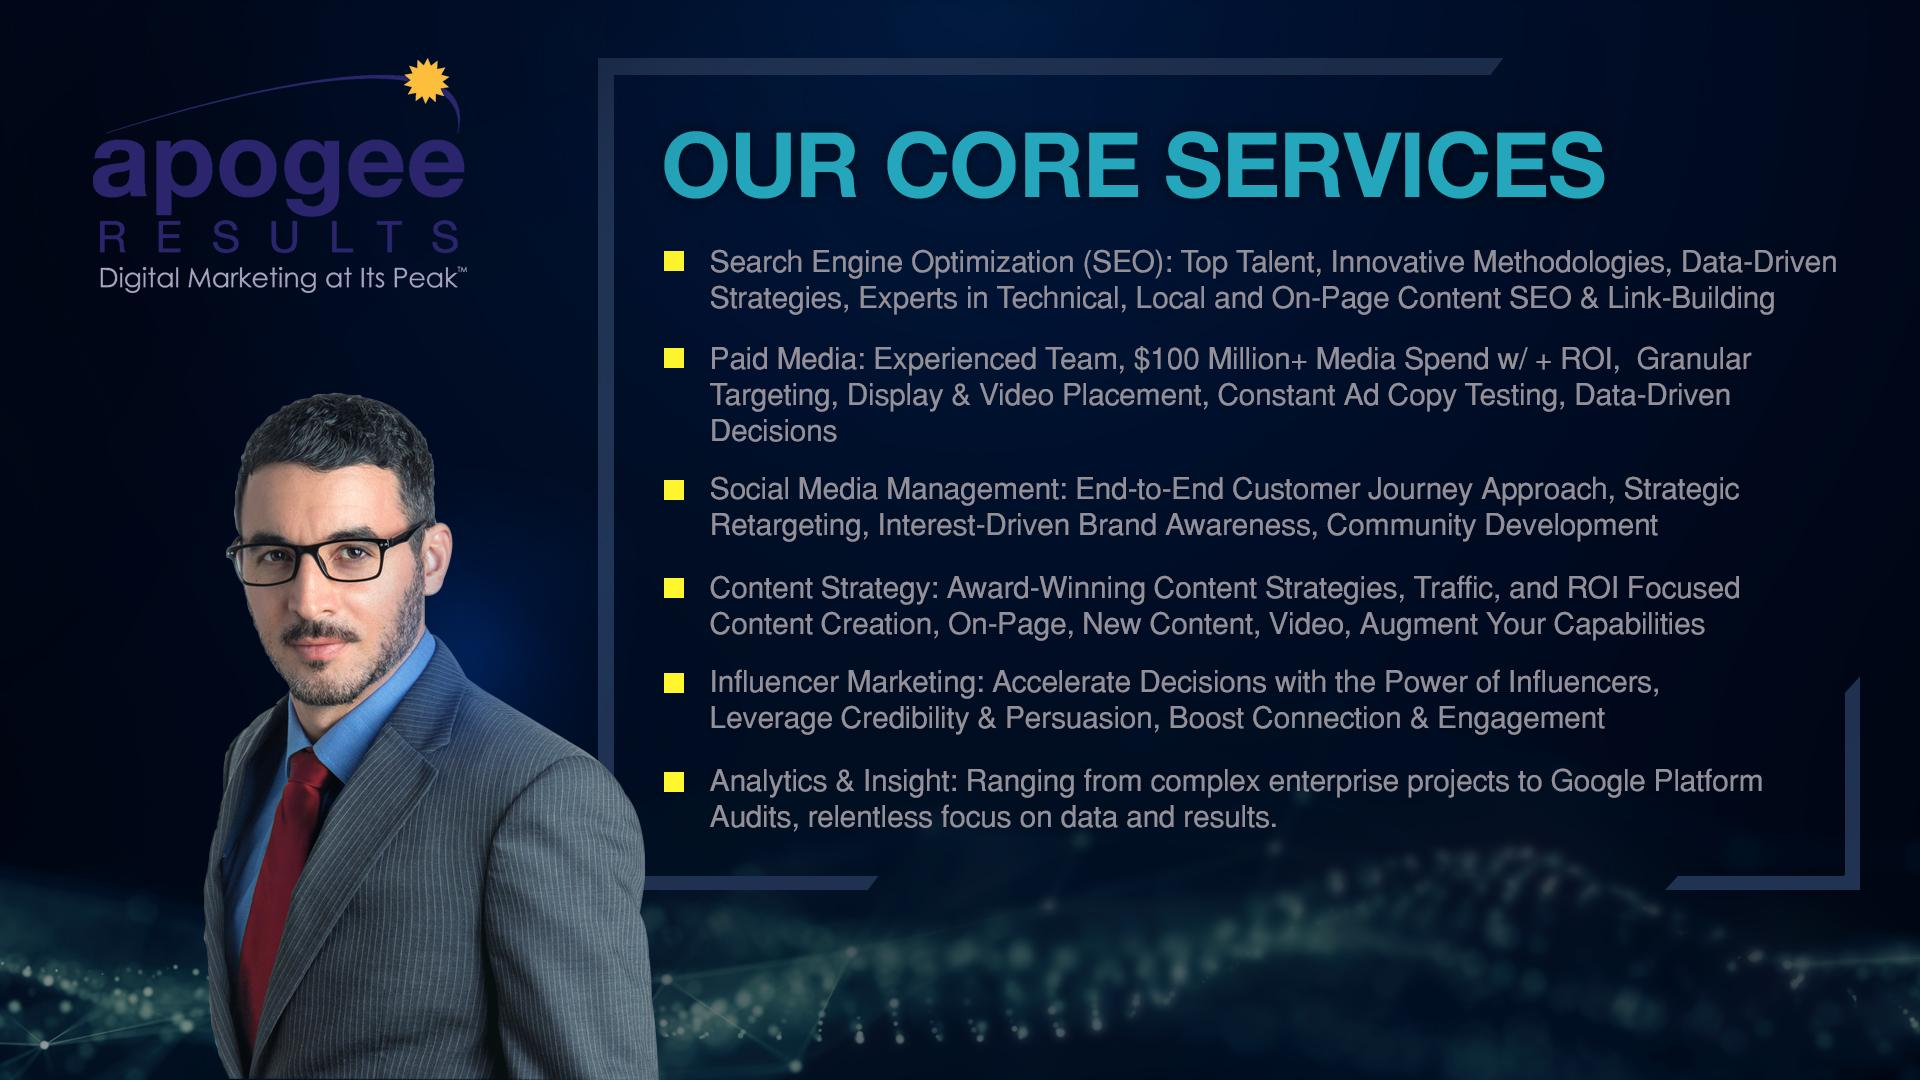 apogee
RESULTS
Digital Marketing at Its Peak™
OUR CORE SERVICES
Search Engine Optimization (SEO): Top Talent, Innovative Methodologies, Data-Driven
Strategies, Experts in Technical, Local and On-Page Content SEO & Link-Building
Paid Media: Experienced Team, $100 Million+ Media Spend w/ + ROI,  Granular
Targeting, Display & Video Placement, Constant Ad Copy Testing, Data-Driven
Decisions
Social Media Management: End-to-End Customer Journey Approach, Strategic
Retargeting, Interest-Driven Brand Awareness, Community Development
Content Strategy: Award-Winning Content Strategies, Traffic, and ROI Focused
Content Creation, On-Page, New Content, Video, Augment Your Capabilities
Influencer Marketing: Accelerate Decisions with the Power of Influencers,
Leverage Credibility & Persuasion, Boost Connection & Engagement
Analytics & Insight: Ranging from complex enterprise projects to Google Platform
Audits, relentless focus on data and results.